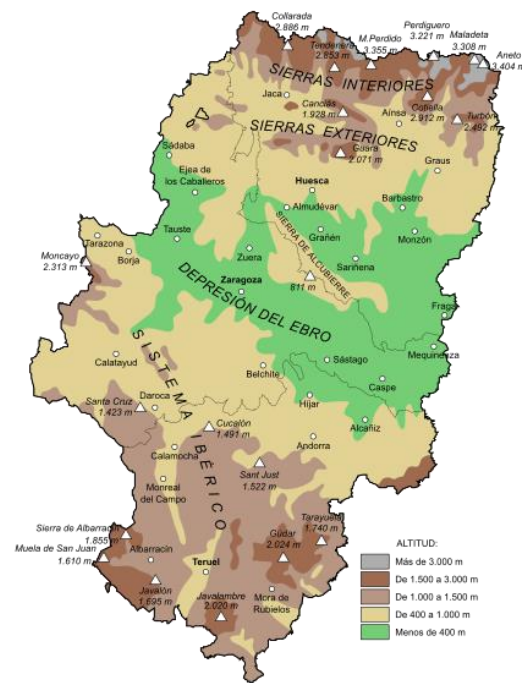 Collarada
2.886 m
Tendenera
2.853 m
M.Perdido
3.355 m
Perdiguero
3.221 m
Maladeta
3.308 m
Aneto
3.404 m
SIERRAS INTERIORES
Jaca
Canciás
1.928 m
Aínsa
Cotiella
2.912 m
Turbón
2.492 m
SIERRAS EXTERIORES
Guara
2.071 m
Sádaba
Graus
Ejea de
los Caballeros
Huesca
Almudévar
Barbastro
Tauste
Grañén
Monzón
Tarazona
Moncayo
2.313 m
Borja
Zuera
SIERRA DE ALCUBIERRE
Sariñena
811 m
Zaragoza
DEPRESIÓN DEL EBRO
Fraga
Mequinenza
Calatayud
SISTEMA IBÉRICO
Belchite
Sástago
Caspe
Santa Cruz
1.423 m
Daroca
Híjar
Cucalón
1.491 m
Alcañiz
Calamocha
Andorra
Monreal
del Campo
Sant Just
1.522 m
Sierra de Albarracín
1.855 m
Tarayuela
1.740 m
Muela de San Juan
1.610 m
Albarracín
Gúdar
2.024 m
Teruel
Javalón
1.695 m
Javalambre
2.020 m
Mora de
Rubielos
ALTITUD:
Más de 3.000 m
De 1.500 a 3.000 m
De 1.000 a 1.500 m
De 400 a 1.000 m
Menos de 400 m